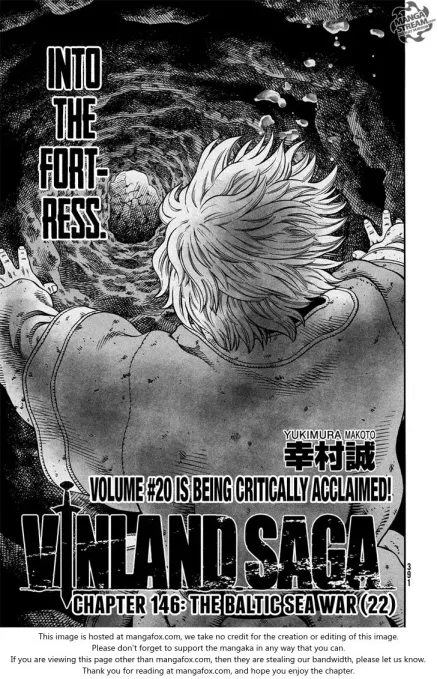 MANGA
STREAM
INTO
THE
FORT-
RESS.
YUKIMURA MAKOTO
幸村誠
VOLUME #20 IS BEING CRITICALLY ACCLAIMED!
VINLAND SAGA
391
CHAPTER 146: THE BALTIC SEA WAR (22)
This image is hosted at mangafox.com, we take no credit for the creation or editing of this image.
Please don't forget to support the mangaka in any way that you can.
If you are viewing this page other than mangafox.com, then they are stealing our bandwidth, please let us know.
Thank you for reading at mangafox.com, and hope you enjoy the chapter.